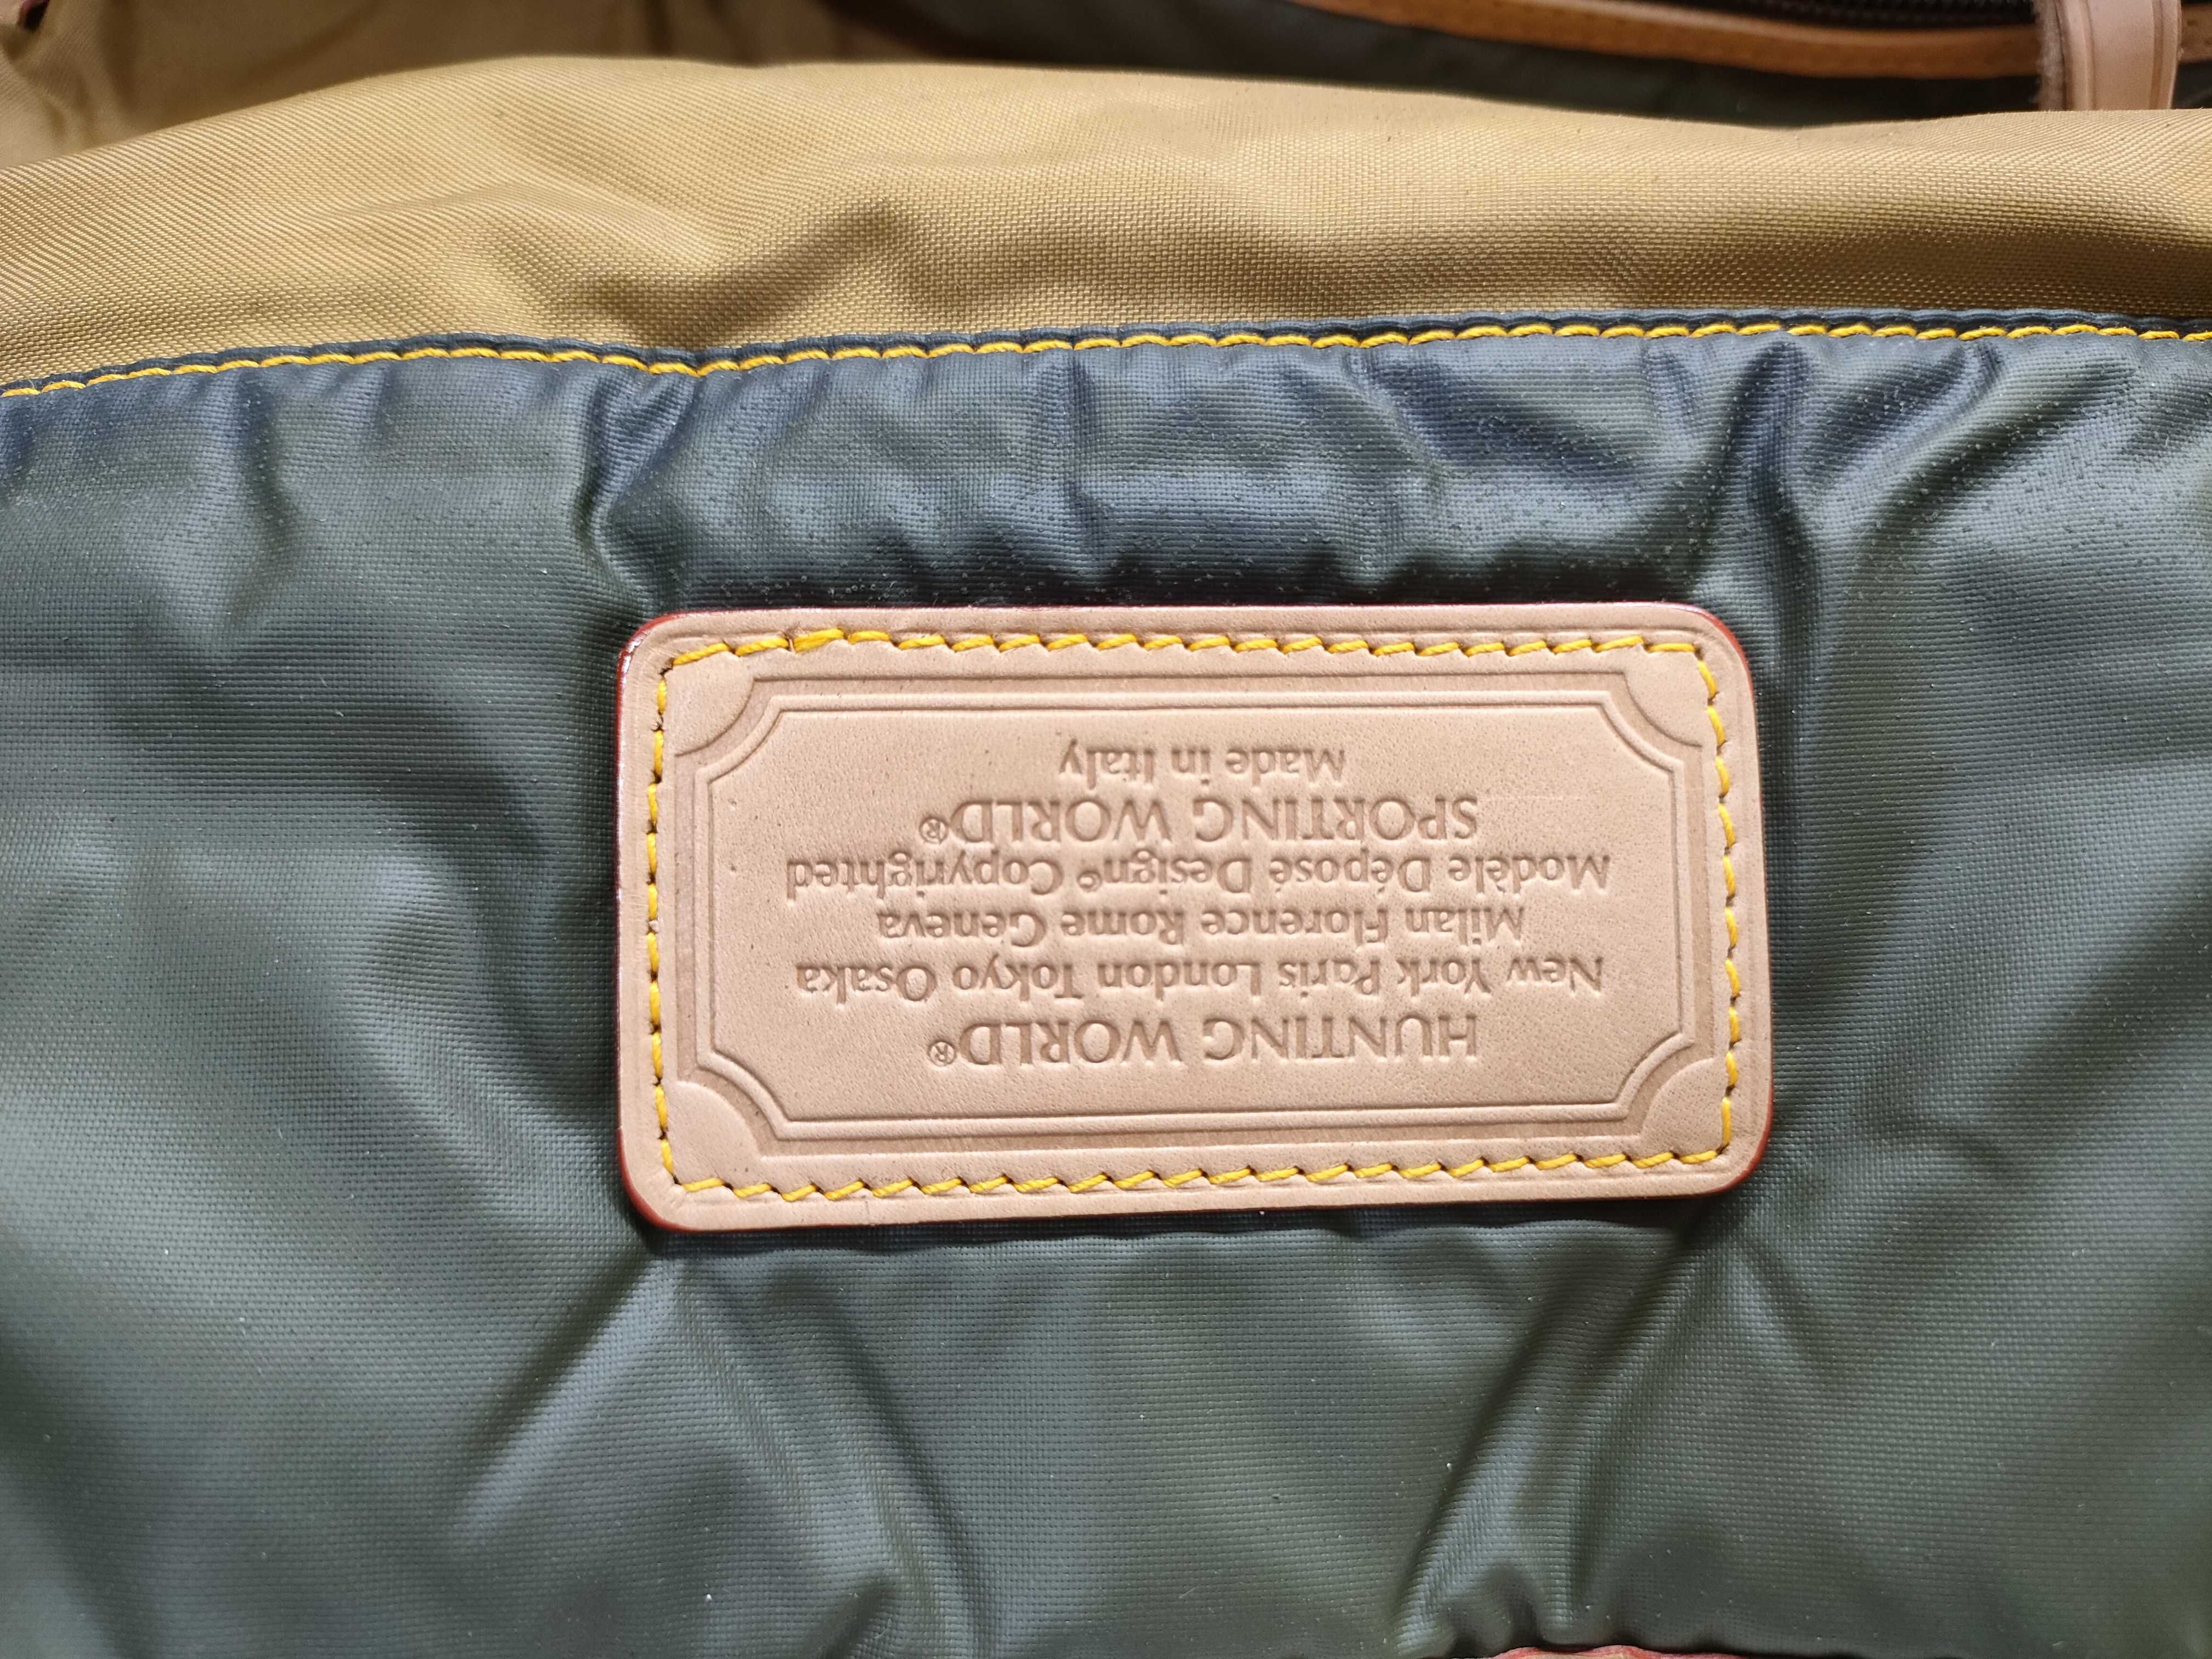 HUNTING WORLD®
New York Paris London Tokyo Osaka
Milan Florence Rome Geneva
Modèle Déposé Design© Copyrighted
SPORTING WORLD®
Made in Italy